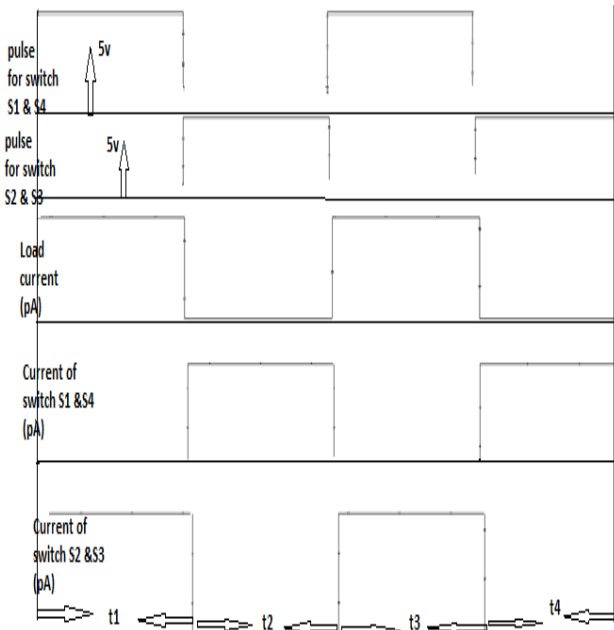 pulse
for switch
S1 & S4
5v
pulse
for switch
S2 & S3
5v
Load
current
(pA)
Current of
switch S1 &S4
(pA)
Current of
switch S2 &S3
(pA)
t1
t2
t3
t4